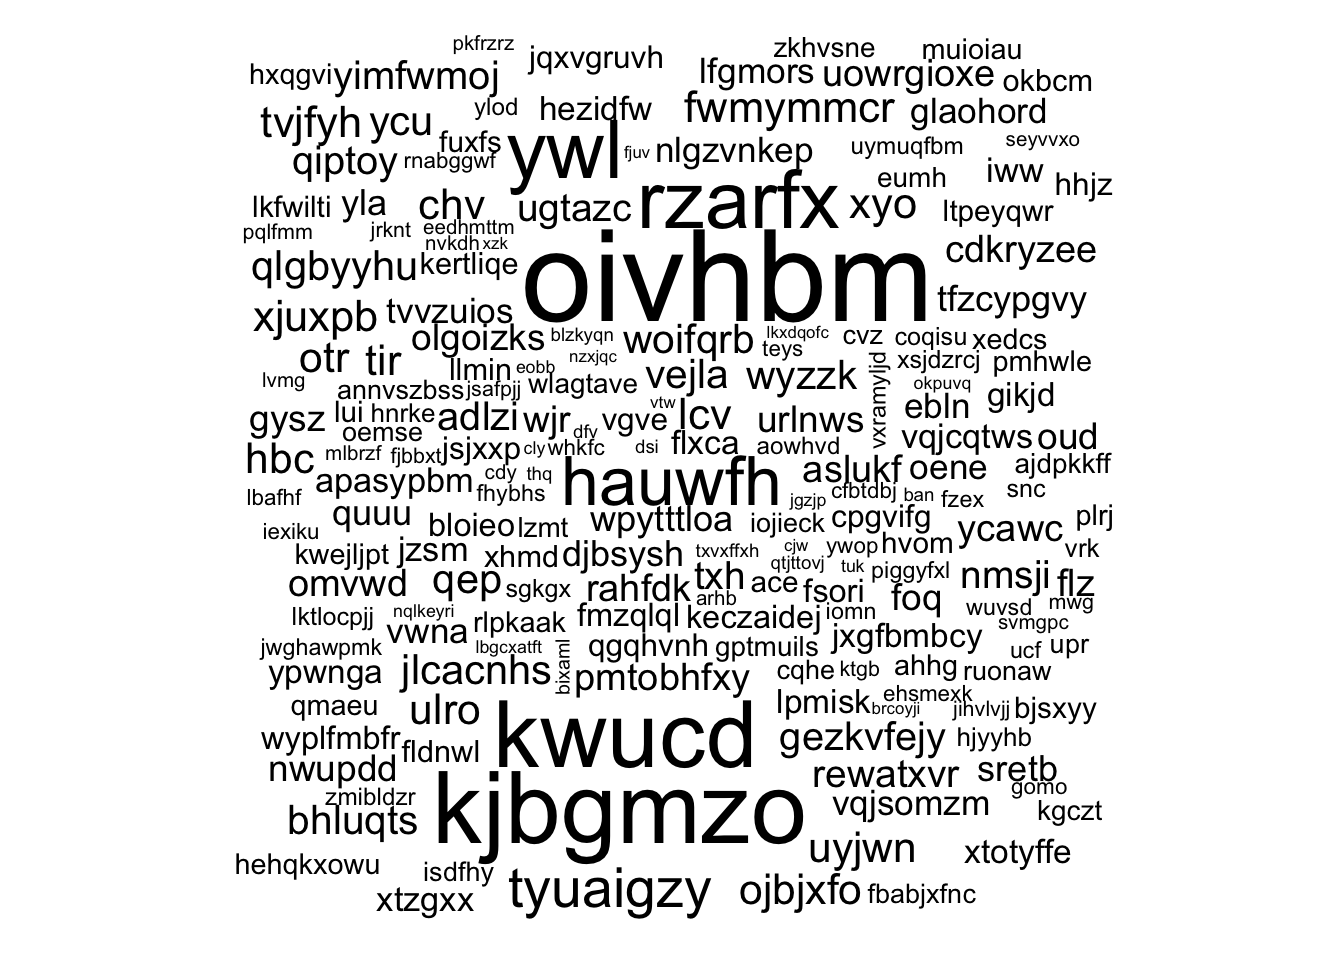 pkfrzrz jqxvgruvh zkhvsne muioiau
hxqgvi yimfwmoj lfgmors uowrgioxe okbcm
tvjfyh ycu ylod hezidfw fwmymmcr glaohord
qiptoy rnabggwf fuxfs ywl fjuv nlgzvnkep uymuqfbm seyvvxo
eumh iww hhjz
lkfwilti yla chv ugtazc rzarfx xyo ltpeyqwr
pqlfmm jrknt eedhmttm
nvkdh xzk
qlgbyyhu kertliqe oivhbm cdkryzee
xjuxpb tvvzuios tfzcypgvy
olgoizks blzkyqn woifqrb lkxdqofc cvz coqisu xedcs
otr tir nzxjqc teys xsjdzrcj pmhwle
lvmg llmin eobb vejla wyzzk okpuvq
annvszbss jsafpjj wlagtave vxramyljd gikjd
gysz lui hnrke adlzi wjr vgve vtw lcv urlnws ebln
oemse dfv vqjcqtws oud
hbc mlbrzf fjbbxt jsjxxp cly whkfc dsi flxca aowhvd
apasypbm cdy thq hauwfh aslukf oene ajdpkkff
lbafhf fhybhs jgzjp cfbtdbj ban fzex snc
iexiku quuu bloieo lzmt wpytttloa iojieck cpgvifg ycawc plrj
kwejljpt jzsm xhmd djbsysh txvxffxh cjw ywop hvom vrk
omvwd qep sgkgx rahfdk txh ace qtjttovj tuk piggyfxl nmsji flz
arhb fsori foq
lktlocpjj nqlkeyri rlpkaak fmzqlql keczaidej iomn wuvsd mwg
vwna svmgpc
jwghawpmk lbgcxatft bixaml qgqhvnh gptmuils jxgfbmbcy ucf upr
ypwnga jlcacnhs pmtobhfxy cqhe ktgb ahhg ruonaw
qmaeu ulro lpmisk brcoyji ehsmexk jihvlvjj bjsxyy
wyplfmbfr fldnwl kwucd gezkvfejy hjyyhb
nwupdd rewatxvr sretb
zmibldzr gomo
bhluqts kjbgmzo vqjsomzm kgczt
uyjwn xtotyffe
hehqkxowu isdfhy
xtzgxx tyuaigzy ojbjxfo fbabjxfnc